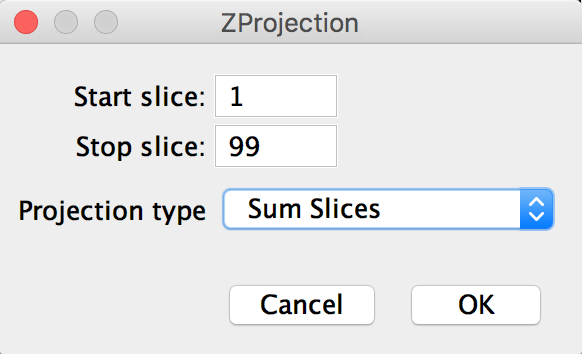 ZProjection
Start slice: 1
Stop slice: 99
Projection type Sum Slices
Cancel OK